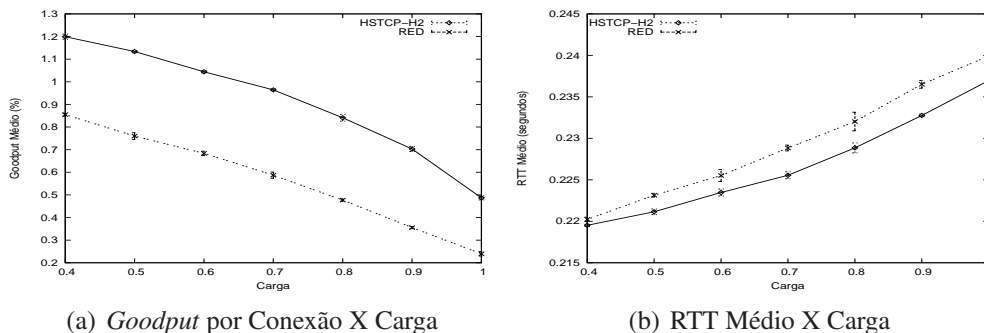 1.3
1.2
1.1
1
0.9
0.8
0.7
0.6
0.5
0.4
0.3
0.2
Goodput Médio (%)
HSTCP-H2
RED
0.4 0.5 0.6 0.7 0.8 0.9 1
Carga
(a) Goodput por Conexão X Carga
0.245
0.24
0.235
0.23
0.225
0.22
0.215
RTT Médio (segundos)
HSTCP-H2
RED
0.4 0.5 0.6 0.7 0.8 0.9
Carga
(b) RTT Médio X Carga